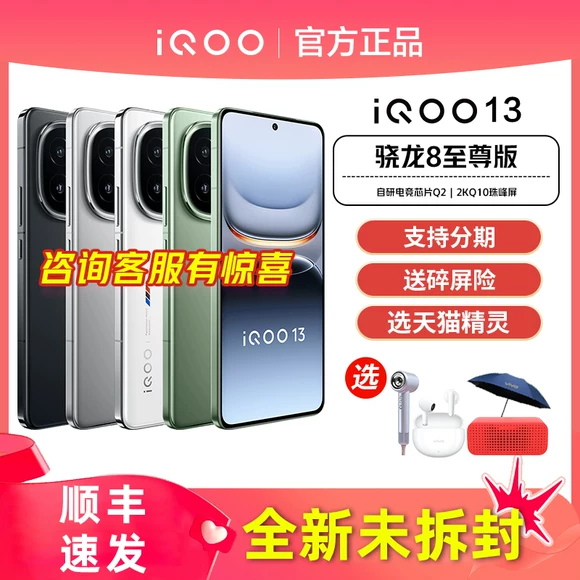 iQOO | 官方正品
iQOO13
骁龙8至尊版
自研电竞芯片Q2 | 2KQ10珠峰屏
支持分期
送碎屏险
选天猫精灵
咨询客服有惊喜
iQOO
iQOO 13
选
vivo
顺丰
速发
全新未拆封